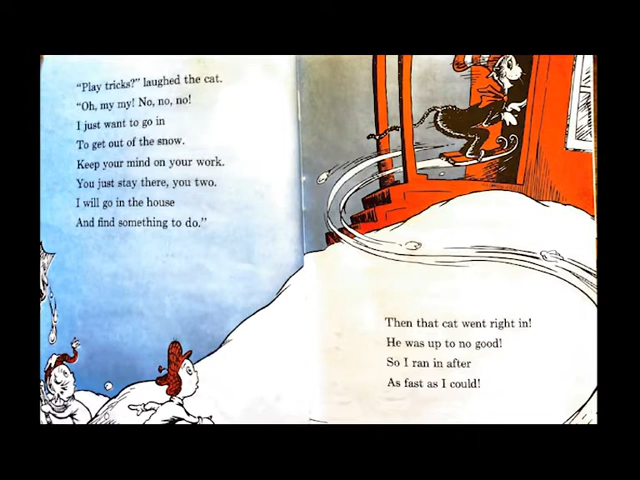 "Play tricks?" laughed the cat.
"Oh, my my! No, no, no!
I just want to go in
To get out of the snow.
Keep your mind on your work.
You just stay there, you two.
I will go in the house
And find something to do."
Then that cat went right in!
He was up to no good!
So I ran in after
As fast as I could!